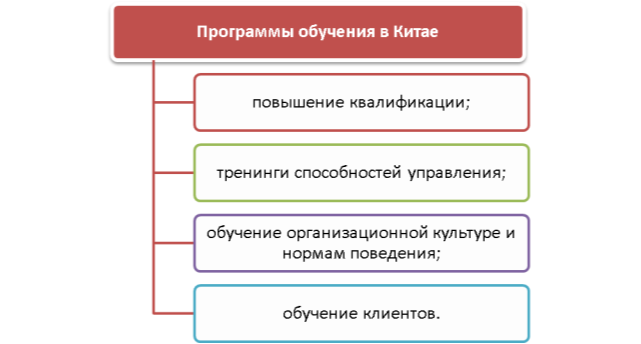 Программы обучения в Китае
повышение квалификации;
тренинги способностей управления;
обучение организационной культуре и
нормам поведения;
обучение клиентов.